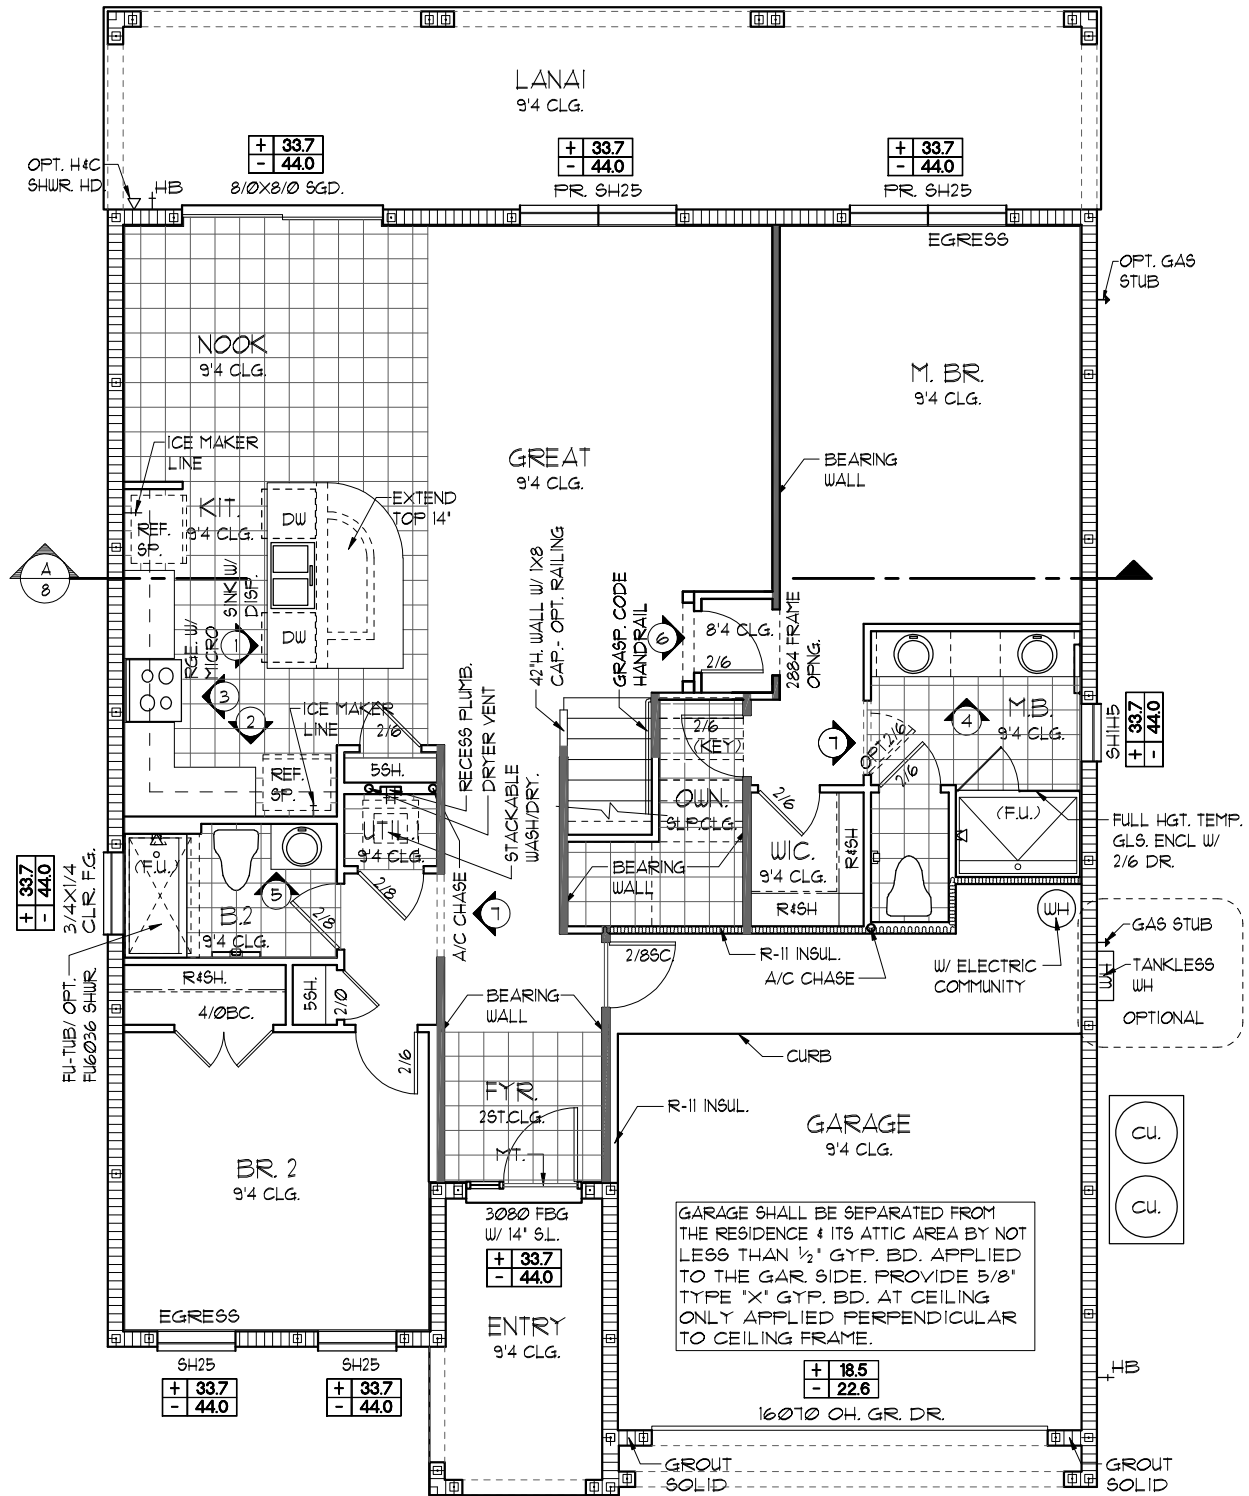 LANAI
9'4 CLG.
+ 33.7
- 44.0
8/0X8/0 SGD.
+ 33.7
- 44.0
PR. SH25
+ 33.7
- 44.0
PR. SH25
OPT. H&C
SHWR. HD.
HB
EGRESS
OPT. GAS
STUB
NOOK
9'4 CLG.
M. BR.
9'4 CLG.
ICE MAKER
LINE
GREAT
9'4 CLG.
BEARING
WALL
KIT.
9'4 CLG.
REF.
SP.
DW
EXTEND
TOP 14"
A
8
SINK W/
DISP.
DW
RGE W/
MICRO
1
3
2
ICE MAKER
LINE
REF.
SP.
42"H. WALL W/ 1X8
CAP.- OPT. RAILING
GRASP. CODE
HANDRAIL
6
8'4 CLG.
2/6
2884 FRAME
OPNG.
2/6
5SH.
RECESS PLUMB.
DRYER VENT
STACKABLE
WASH/DRY.
2/6
(KEY)
OWN.
SLP.CLG.
7
OPT. 2/6
2/6
4
M.B.
9'4 CLG.
SH1H5
+ 33.7
- 44.0
(F.U.)
FULL HGT. TEMP.
GLS. ENCL W/
2/6 DR.
UTIL.
9'4 CLG.
2/8
2/6
WIC.
9'4 CLG.
R&SH
R&SH
BEARING
WALL
+ 33.7
- 44.0
3/4X1/4
CLR. F.G.
(F.U.)
5
B.2
9'4 CLG.
2/8
A/C CHASE
7
WH
GAS STUB
TANKLESS
WH
WH
OPTIONAL
W/ ELECTRIC
COMMUNITY
R-11 INSUL.
A/C CHASE
2/8SC.
FU-TUB/ OPT.
FU6036 SHWR.
R&SH.
4/0BC.
5SH.
2/0
BEARING
WALL
2/6
CURB
FYR.
2ST.CLG.
MT.
R-11 INSUL.
GARAGE
9'4 CLG.
CU.
CU.
BR. 2
9'4 CLG.
3080 FBG
W/ 14" S.L.
+ 33.7
- 44.0
GARAGE SHALL BE SEPARATED FROM
THE RESIDENCE & ITS ATTIC AREA BY NOT
LESS THAN ½" GYP. BD. APPLIED
TO THE GAR. SIDE. PROVIDE 5/8"
TYPE "X" GYP. BD. AT CEILING
ONLY APPLIED PERPENDICULAR
TO CEILING FRAME.
EGRESS
ENTRY
9'4 CLG.
SH25
+ 33.7
- 44.0
SH25
+ 33.7
- 44.0
+ 18.5
- 22.6
16070 OH. GR. DR.
HB
GROUT
SOLID
GROUT
SOLID